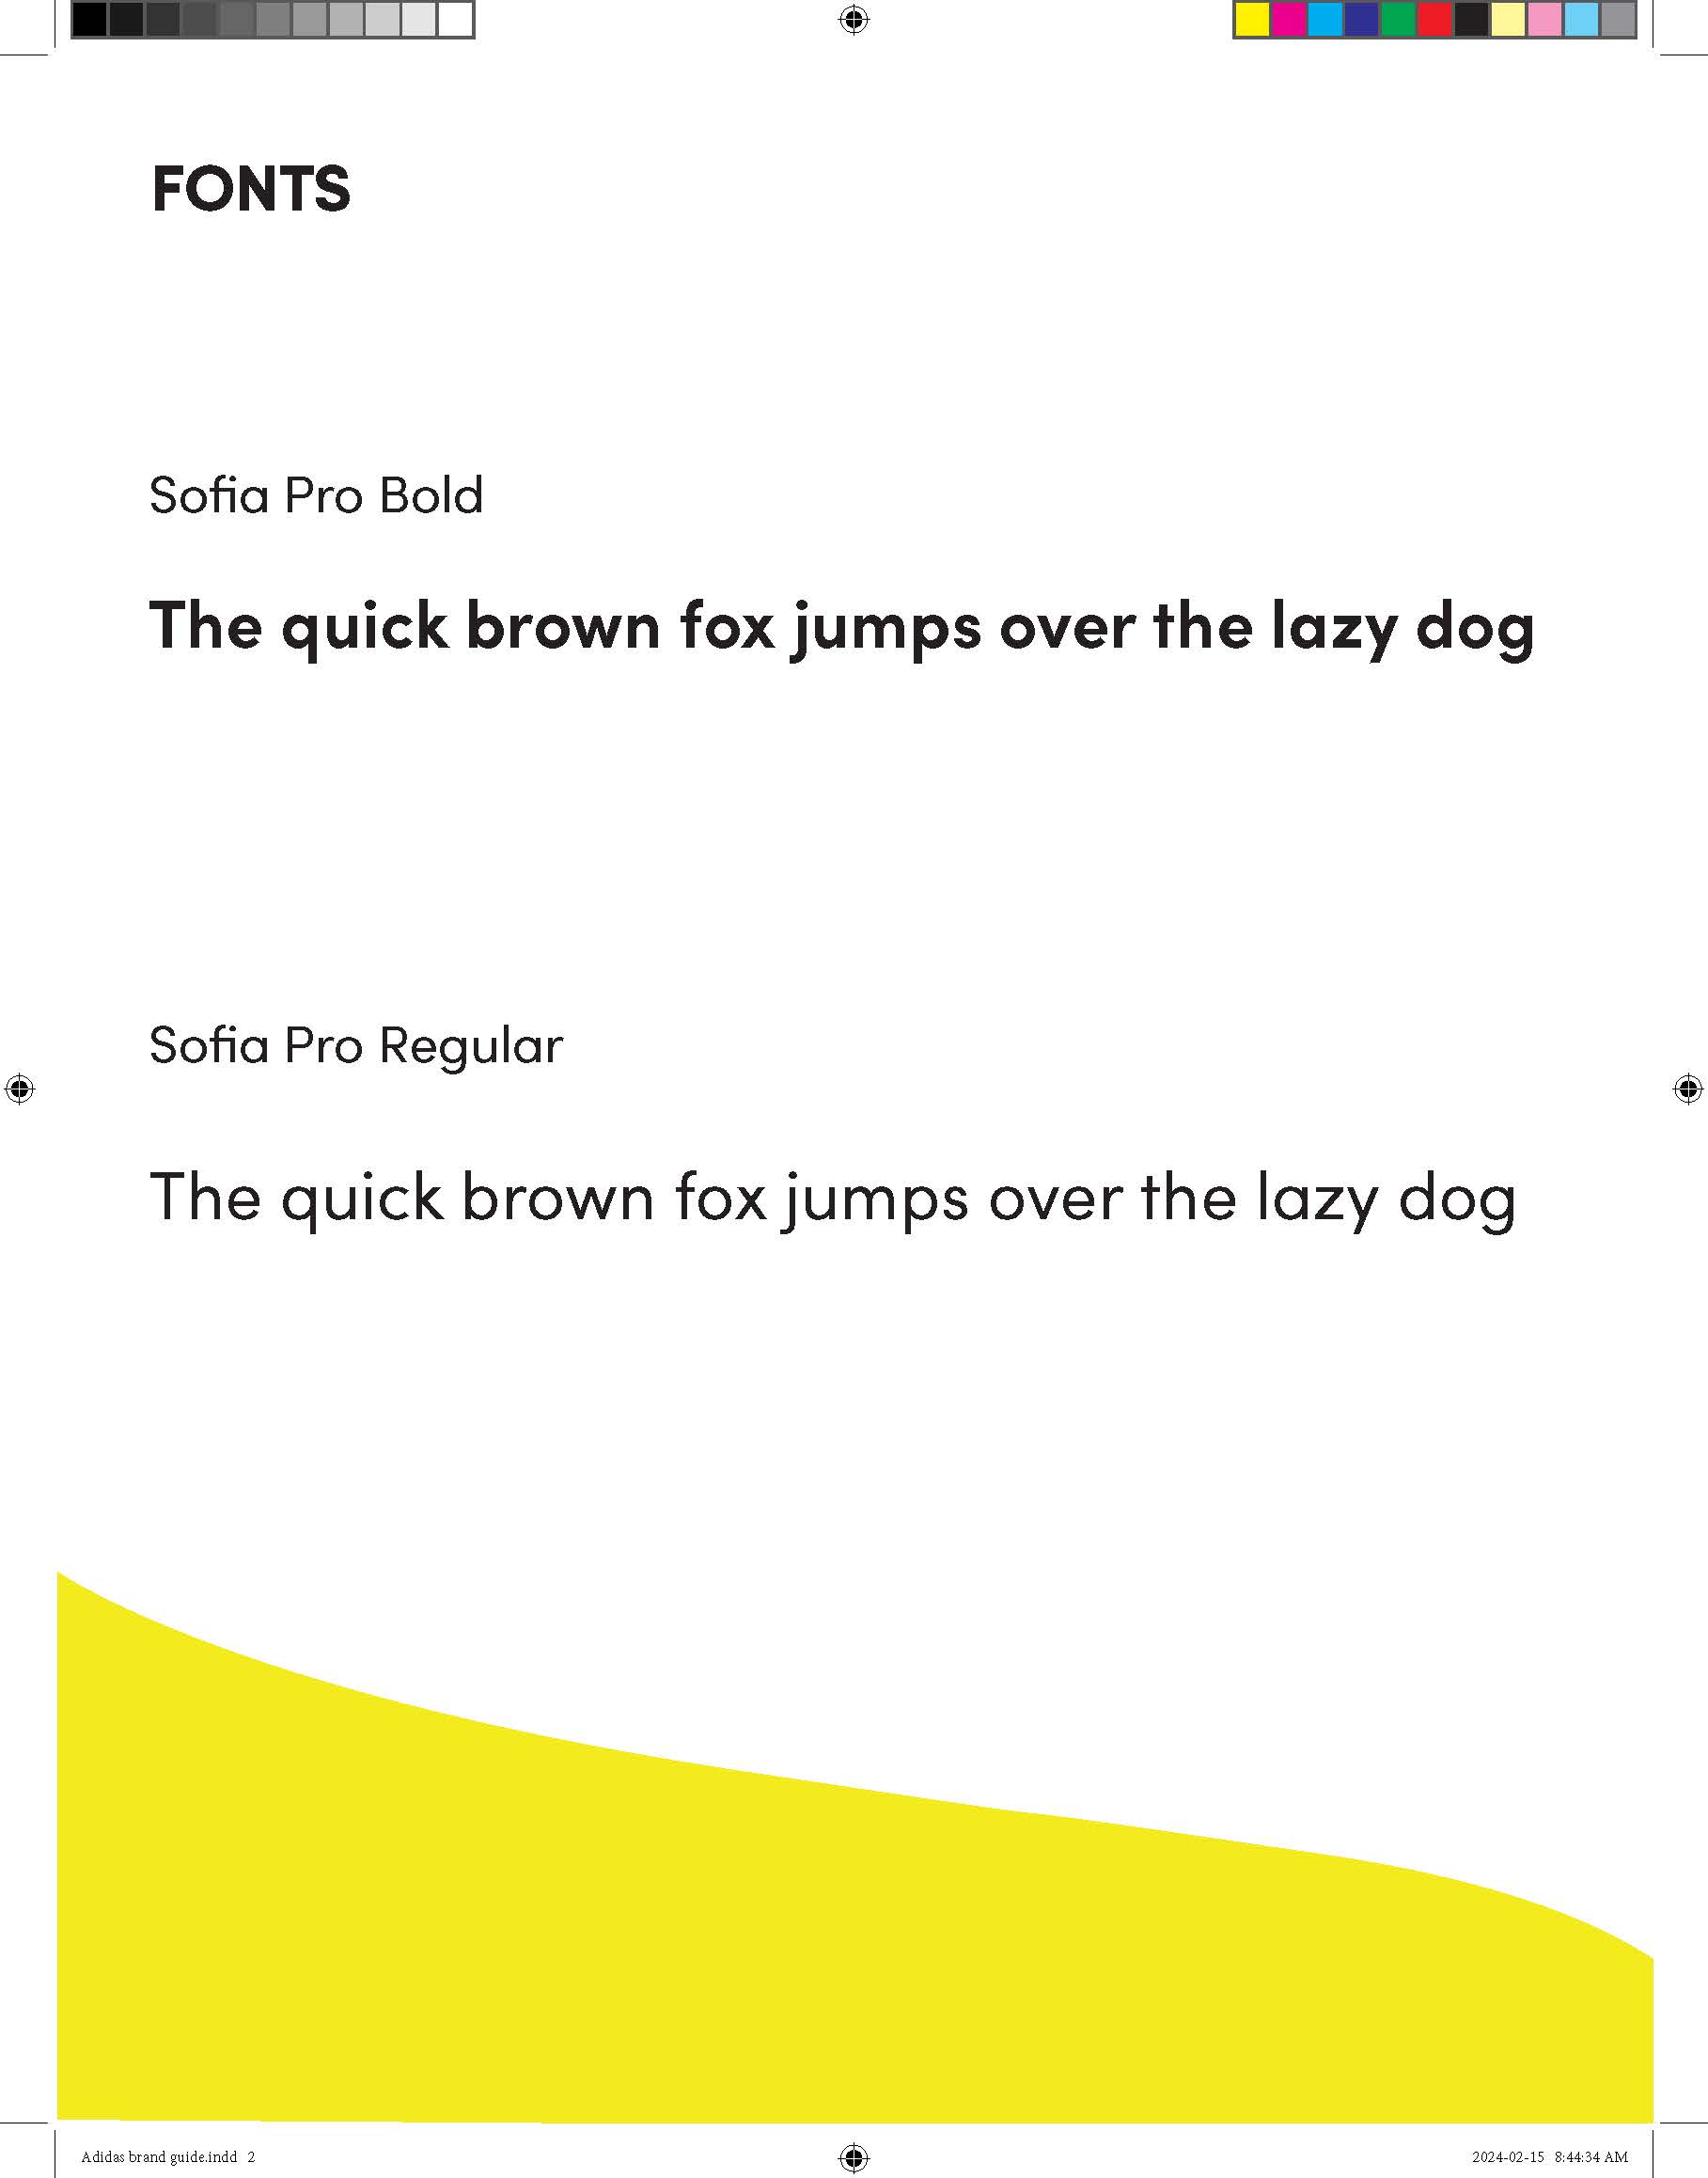 FONTS
Sofia Pro Bold
The quick brown fox jumps over the lazy dog
Sofia Pro Regular
The quick brown fox jumps over the lazy dog
Adidas brand guide.indd 2
2024-02-15 8:44:34 AM